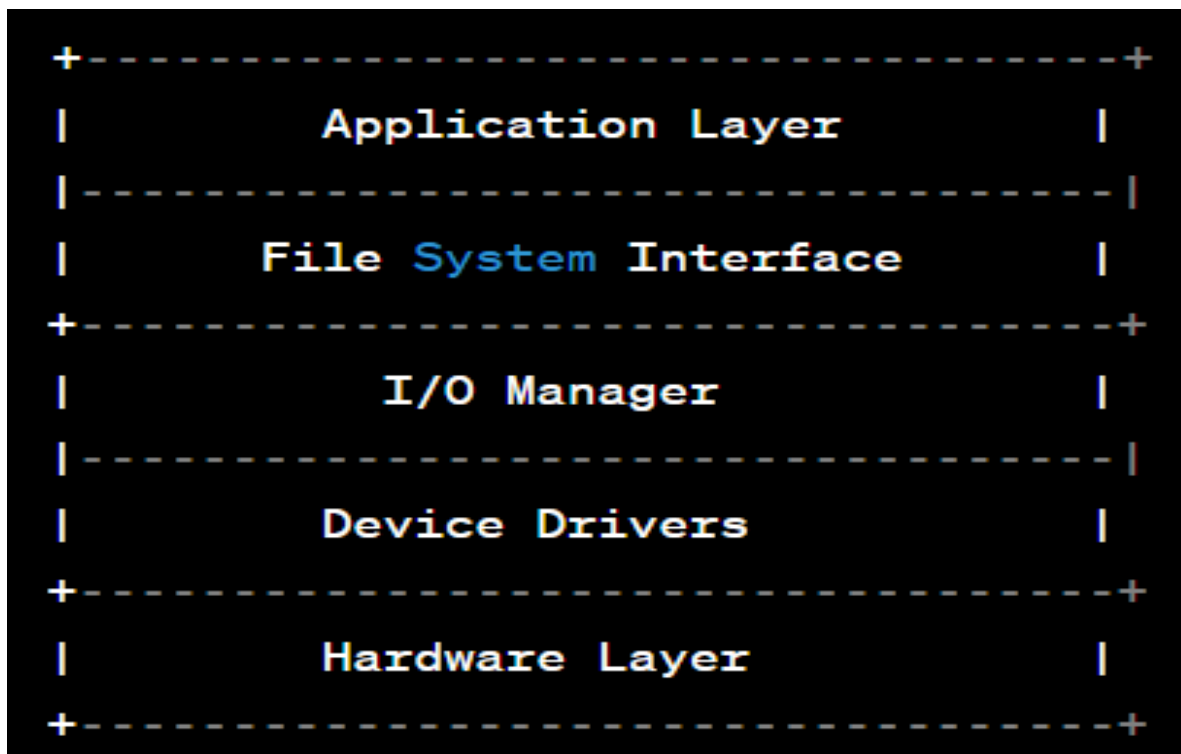 +----------------------------------+
| Application Layer |
|----------------------------------|
| File System Interface |
+----------------------------------+
| I/O Manager |
|----------------------------------|
| Device Drivers |
+----------------------------------+
| Hardware Layer |
+----------------------------------+